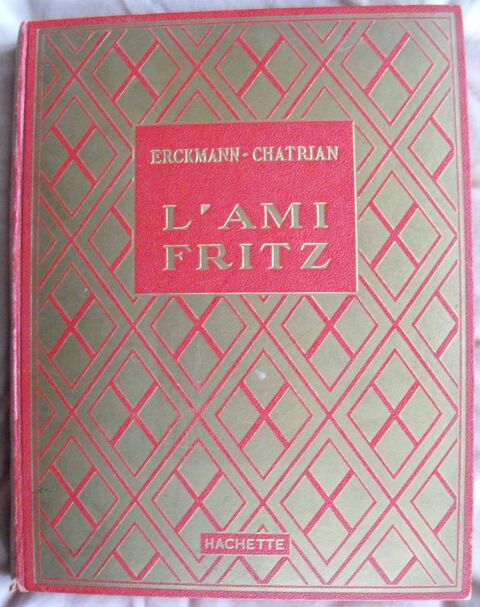 ERCKMANN-CHATRIAN
L'AMI
FRITZ
HACHETTE